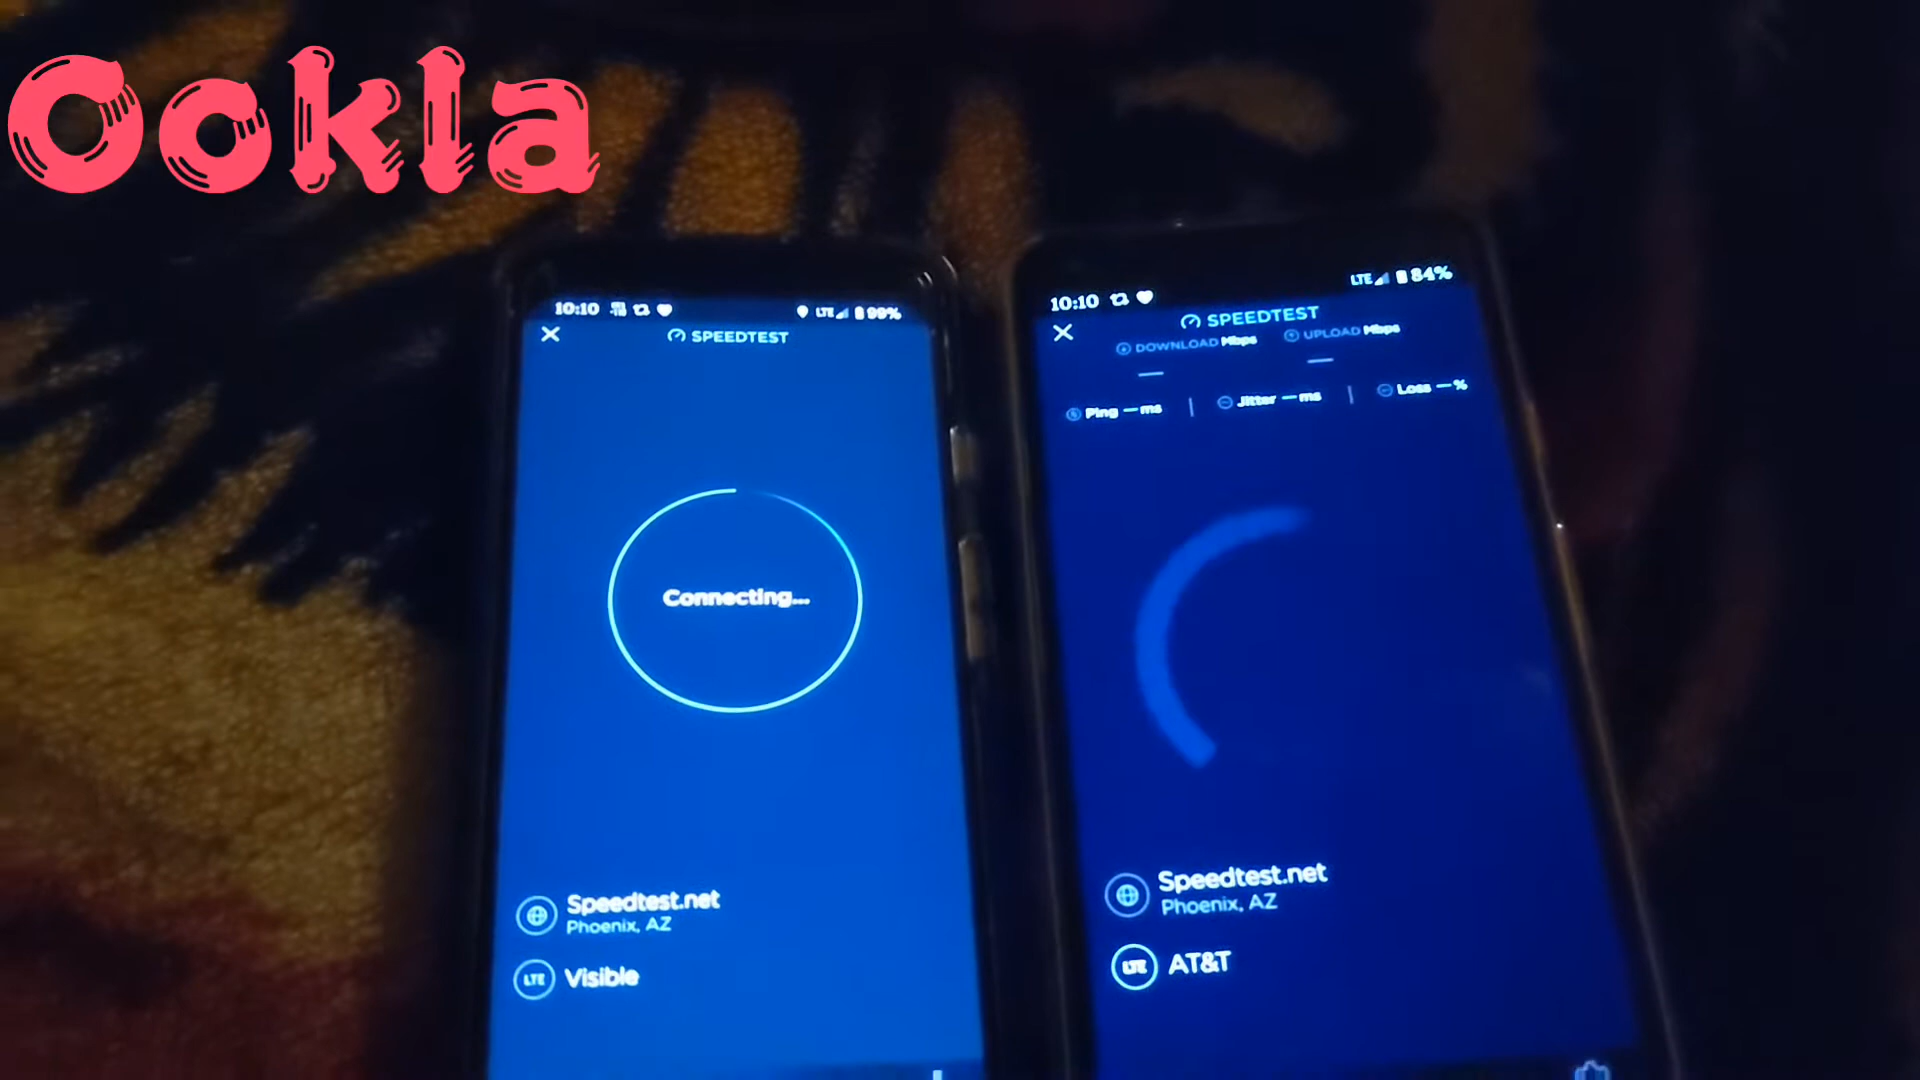 Ookla
10:10 LTE 99%
SPEEDTEST
Connecting...
Speedtest.net
Phoenix, AZ
LTE Visible
10:10 LTE 84%
SPEEDTEST
DOWNLOAD Mbps UPLOAD Mbps
— —
Ping — ms | Jitter — ms | Loss — %
Speedtest.net
Phoenix, AZ
LTE AT&T